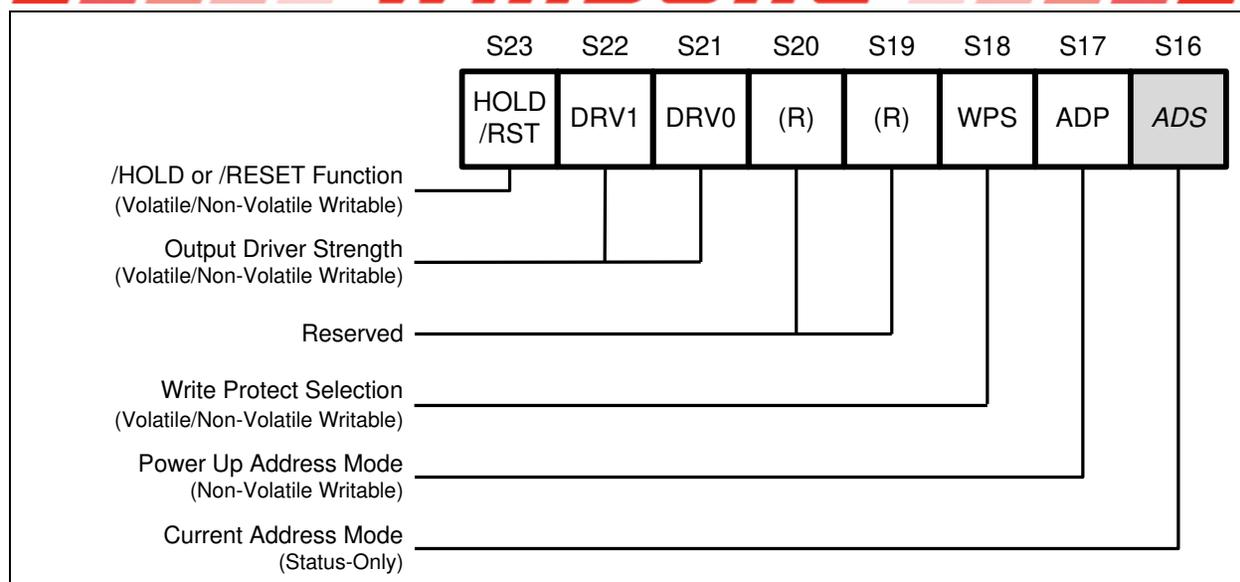 S23 S22 S21 S20 S19 S18 S17 S16
HOLD
/RST DRV1 DRV0 (R) (R) WPS ADP ADS
/HOLD or /RESET Function
(Volatile/Non-Volatile Writable)
Output Driver Strength
(Volatile/Non-Volatile Writable)
Reserved
Write Protect Selection
(Volatile/Non-Volatile Writable)
Power Up Address Mode
(Non-Volatile Writable)
Current Address Mode
(Status-Only)